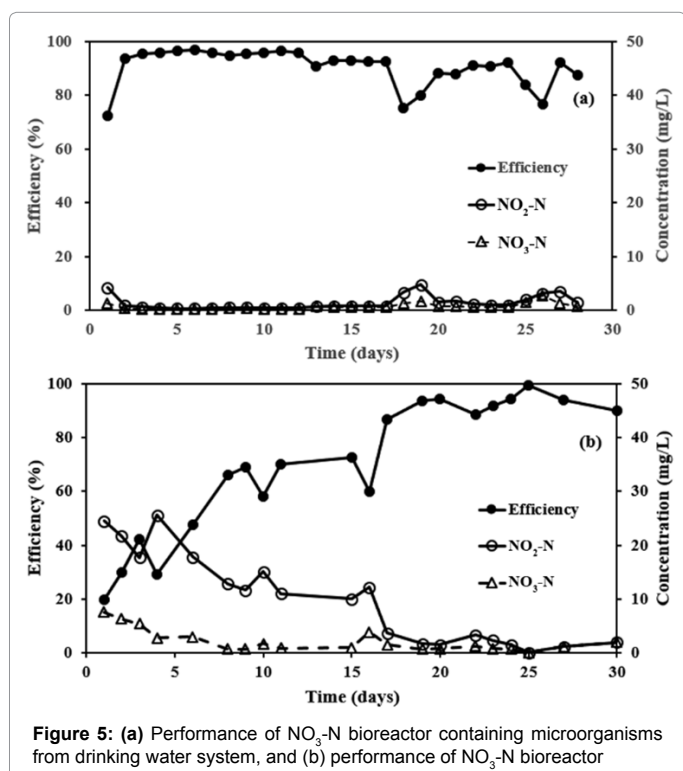 100
80
60
40
20
0
Efficiency (%)
50
40
30
20
10
0
Concentration (mg/L)
(a)
Efficiency
NO₂-N
NO₃-N
0 5 10 15 20 25 30
Time (days)
100
80
60
40
20
0
Efficiency (%)
50
40
30
20
10
0
Concentration (mg/L)
(b)
Efficiency
NO₂-N
NO₃-N
0 5 10 15 20 25 30
Time (days)
Figure 5: (a) Performance of NO₃-N bioreactor containing microorganisms
from drinking water system, and (b) performance of NO₃-N bioreactor